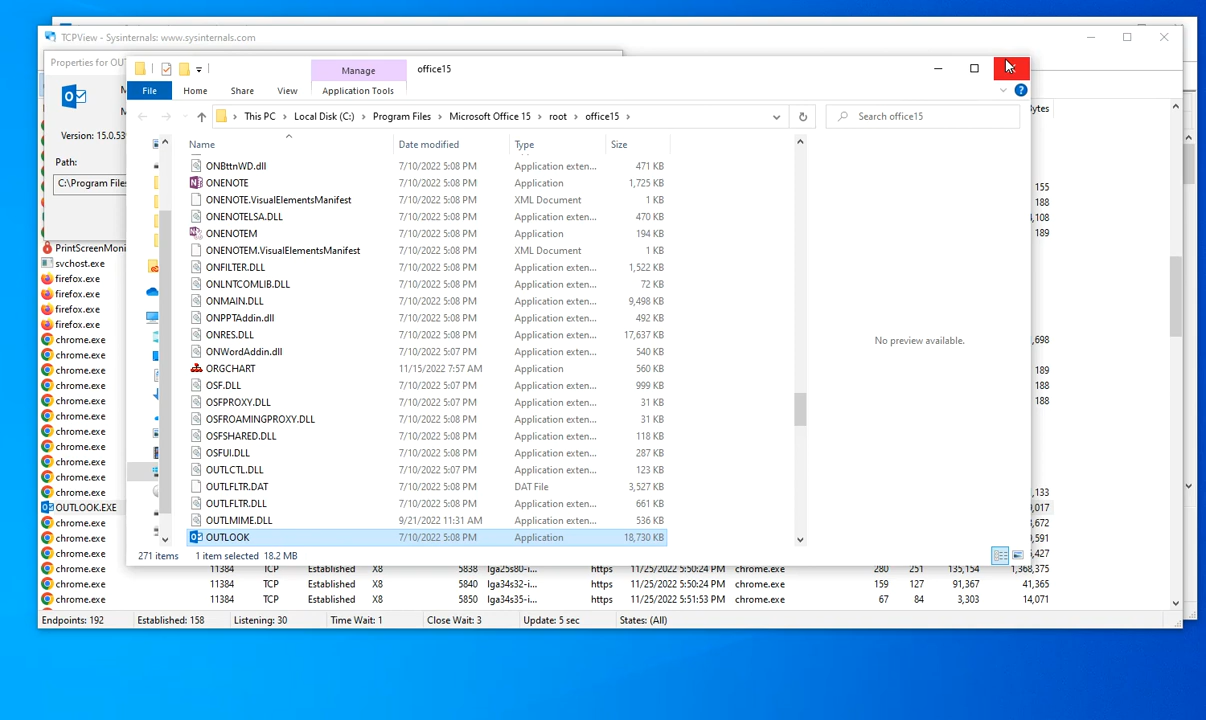 TCPView - Sysinternals: www.sysinternals.com
Properties for OUT
Version: 15.0.539
Path:
C:\Program Files
Manage
office15
File
Home
Share
View
Application Tools
This PC > Local Disk (C:) > Program Files > Microsoft Office 15 > root > office15 >
Search office15
Name Date modified Type Size
ONBttnWD.dll 7/10/2022 5:08 PM Application exten... 471 KB
ONENOTE 7/10/2022 5:08 PM Application 1,725 KB
ONENOTE.VisualElementsManifest 7/10/2022 5:08 PM XML Document 1 KB
ONENOTELSA.DLL 7/10/2022 5:08 PM Application exten... 470 KB
ONENOTEM 7/10/2022 5:08 PM Application 194 KB
ONENOTEM.VisualElementsManifest 7/10/2022 5:08 PM XML Document 1 KB
ONFILTER.DLL 7/10/2022 5:08 PM Application exten... 1,522 KB
ONLNTCOMLIB.DLL 7/10/2022 5:08 PM Application exten... 72 KB
ONMAIN.DLL 7/10/2022 5:08 PM Application exten... 9,498 KB
ONPPTAddin.dll 7/10/2022 5:08 PM Application exten... 492 KB
ONRES.DLL 7/10/2022 5:08 PM Application exten... 17,637 KB
ONWordAddin.dll 7/10/2022 5:07 PM Application exten... 540 KB
ORGCHART 11/15/2022 7:57 AM Application 560 KB
OSF.DLL 7/10/2022 5:07 PM Application exten... 999 KB
OSFPROXY.DLL 7/10/2022 5:07 PM Application exten... 31 KB
OSFROAMINGPROXY.DLL 7/10/2022 5:08 PM Application exten... 31 KB
OSFSHARED.DLL 7/10/2022 5:08 PM Application exten... 118 KB
OSFUI.DLL 7/10/2022 5:08 PM Application exten... 287 KB
OUTLCTL.DLL 7/10/2022 5:07 PM Application exten... 123 KB
OUTLFLTR.DAT 7/10/2022 5:08 PM DAT File 3,527 KB
OUTLFLTR.DLL 7/10/2022 5:08 PM Application exten... 661 KB
OUTLMIME.DLL 9/21/2022 11:31 AM Application exten... 536 KB
OUTLOOK 7/10/2022 5:08 PM Application 18,730 KB
271 items 1 item selected 18.2 MB
No preview available.
Bytes
155
188
,108
189
,698
189
188
188
,133
,017
,672
,591
,427
PrintScreenMoni
svchost.exe
firefox.exe
firefox.exe
firefox.exe
firefox.exe
chrome.exe
chrome.exe
chrome.exe
chrome.exe
chrome.exe
chrome.exe
chrome.exe
chrome.exe
chrome.exe
chrome.exe
chrome.exe
OUTLOOK.EXE
chrome.exe
chrome.exe
chrome.exe
chrome.exe 11384 TCP Established X8 5838 lga25s80-i... https 11/25/2022 5:50:24 PM chrome.exe 280 251 135,154 1,368,375
chrome.exe 11384 TCP Established X8 5840 lga34s32-i... https 11/25/2022 5:50:24 PM chrome.exe 159 127 91,367 41,365
chrome.exe 11384 TCP Established X8 5850 lga34s35-i... https 11/25/2022 5:51:53 PM chrome.exe 67 84 3,303 14,071
Endpoints: 192 Established: 158 Listening: 30 Time Wait: 1 Close Wait: 3 Update: 5 sec States: (All)